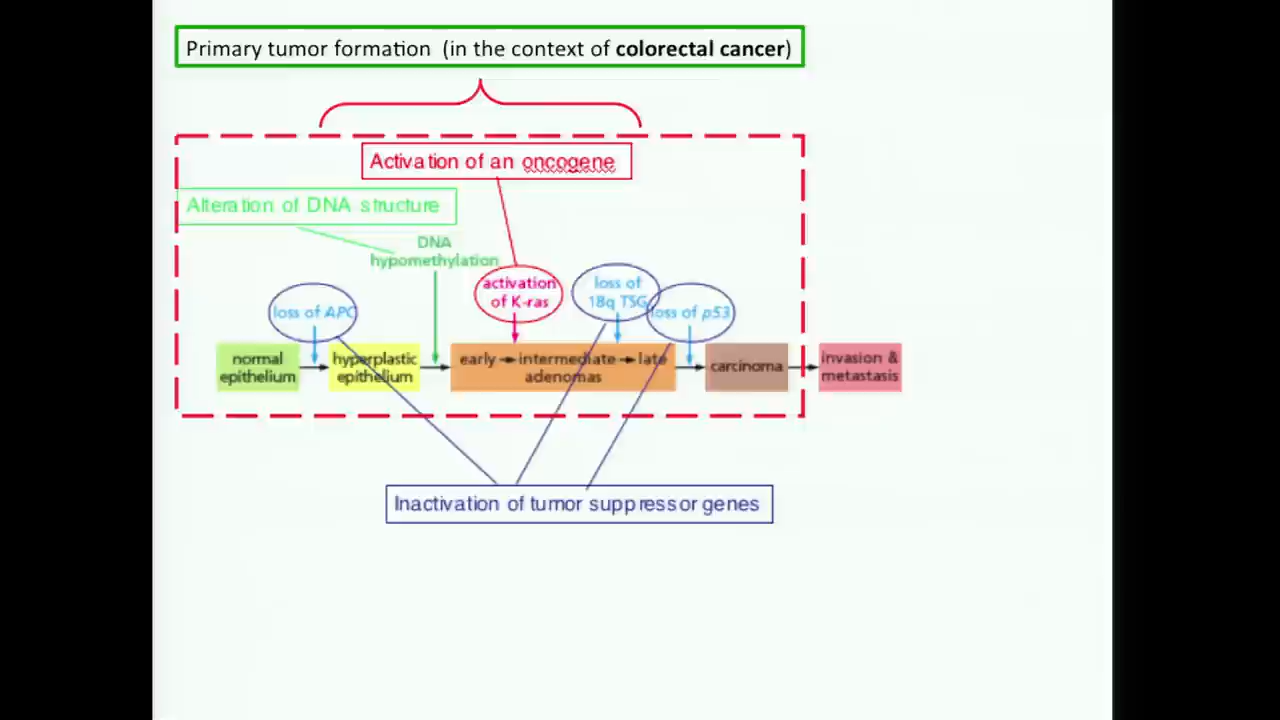 Primary tumor formation (in the context of colorectal cancer)
Activation of an oncogene
Alteration of DNA structure
DNA
hypomethylation
activation
of K-ras
loss of
18q TSG
loss of APC
loss of p53
normal
epithelium
hyperplastic
epithelium
early → intermediate → late
adenomas
carcinoma
invasion &
metastasis
Inactivation of tumor suppressor genes